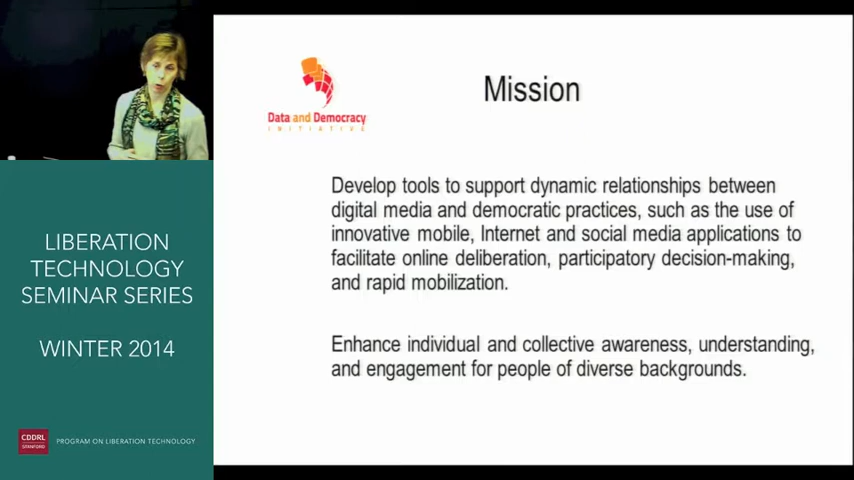 Data and Democracy
INITIATIVE
Mission
Develop tools to support dynamic relationships between
digital media and democratic practices, such as the use of
innovative mobile, Internet and social media applications to
facilitate online deliberation, participatory decision-making,
and rapid mobilization.
Enhance individual and collective awareness, understanding,
and engagement for people of diverse backgrounds.
LIBERATION
TECHNOLOGY
SEMINAR SERIES
WINTER 2014
CDDRL
STANFORD
PROGRAM ON LIBERATION TECHNOLOGY